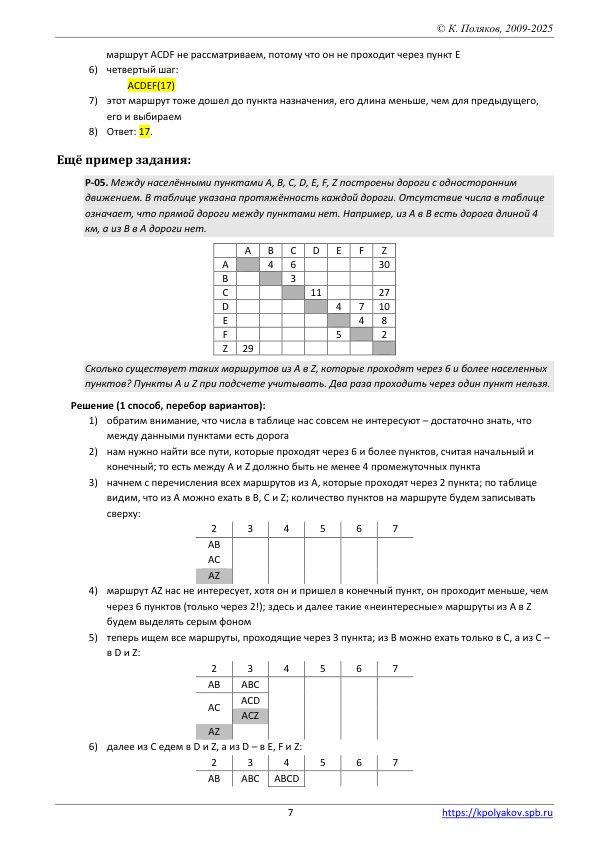 © К. Поляков, 2009-2025
маршрут ACDF не рассматриваем, потому что он не проходит через пункт E
6) четвертый шаг:
ACDEF(17)
7) этот маршрут тоже дошел до пункта назначения, его длина меньше, чем для предыдущего,
его и выбираем
8) Ответ: 17.
Ещё пример задания:
P-05. Между населёнными пунктами A, B, C, D, E, F, Z построены дороги с односторонним
движением. В таблице указана протяжённость каждой дороги. Отсутствие числа в таблице
означает, что прямой дороги между пунктами нет. Например, из A в B есть дорога длиной 4
км, а из B в A дороги нет.
A B C D E F Z
A 4 6 30
B 3
C 11 27
D 4 7 10
E 4 8
F 5 2
Z 29
Сколько существует таких маршрутов из A в Z, которые проходят через 6 и более населенных
пунктов? Пункты A и Z при подсчете учитывать. Два раза проходить через один пункт нельзя.
Решение (1 способ, перебор вариантов):
1) обратим внимание, что числа в таблице нас совсем не интересуют – достаточно знать, что
между данными пунктами есть дорога
2) нам нужно найти все пути, которые проходят через 6 и более пунктов, считая начальный и
конечный; то есть между A и Z должно быть не менее 4 промежуточных пункта
3) начнем с перечисления всех маршрутов из A, которые проходят через 2 пункта; по таблице
видим, что из A можно ехать в B, C и Z; количество пунктов на маршруте будем записывать
сверху:
2 3 4 5 6 7
AB
AC
AZ
4) маршрут AZ нас не интересует, хотя он и пришел в конечный пункт, он проходит меньше, чем
через 6 пунктов (только через 2!); здесь и далее такие «неинтересные» маршруты из A в Z
будем выделять серым фоном
5) теперь ищем все маршруты, проходящие через 3 пункта; из B можно ехать только в C, а из C –
в D и Z:
2 3 4 5 6 7
AB ABC
AC ACD
ACZ
AZ
6) далее из C едем в D и Z, а из D – в E, F и Z:
2 3 4 5 6 7
AB ABC ABCD
7
https://kpolyakov.spb.ru